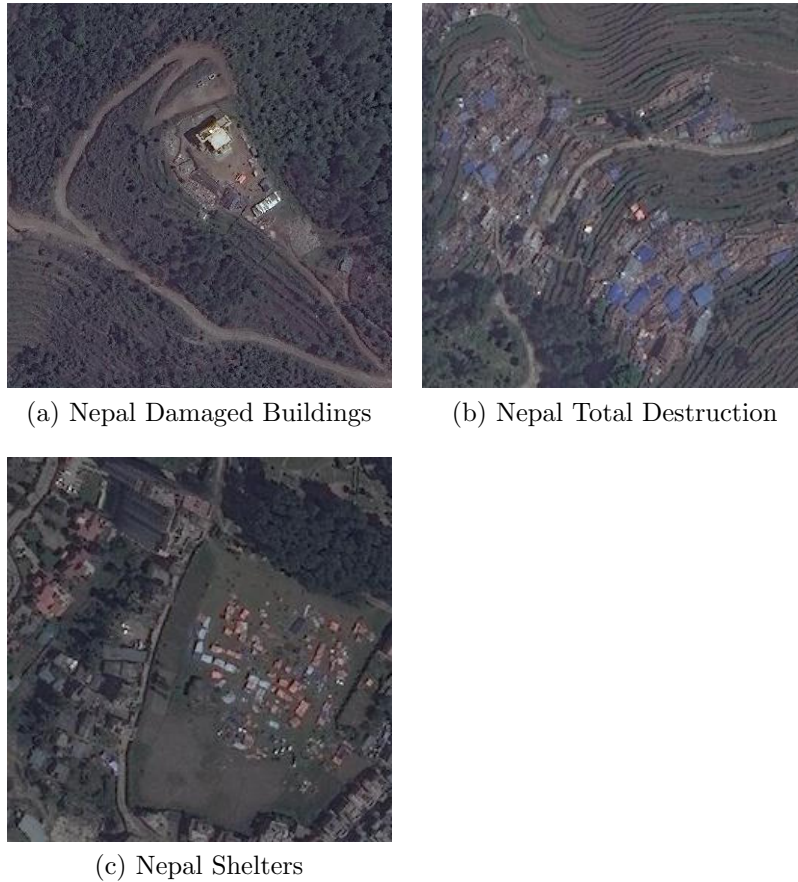 (a) Nepal Damaged Buildings
(b) Nepal Total Destruction
(c) Nepal Shelters